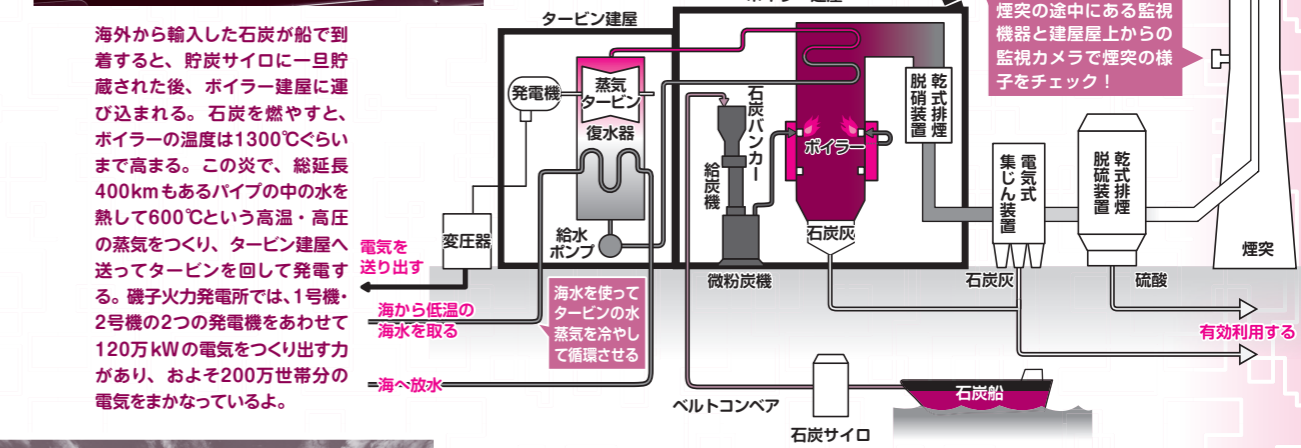 海外から輸入した石炭が船で到
着すると、貯炭サイロに一旦貯
蔵された後、ボイラー建屋に運
び込まれる。石炭を燃やすと、
ボイラーの温度は1300℃ぐらい
まで高まる。この炎で、総延長
400kmもあるパイプの中の水を
熱して600℃という高温・高圧
の蒸気をつくり、タービン建屋へ
送ってタービンを回して発電す
る。磯子火力発電所では、1号機・
2号機の2つの発電機をあわせて
120万kWの電気をつくり出す力
があり、およそ200万世帯分の
電気をまかなっているよ。
タービン建屋
発電機
蒸気
タービン
復水器
給水
ポンプ
変圧器
電気を
送り出す
海から低温の
海水を取る
海へ放水
海水を使って
タービンの水
蒸気を冷やし
て循環させる
石炭バンカー
給炭機
微粉炭機
ボイラー
石炭灰
乾式排煙
脱硝装置
煙突の途中にある監視
機器と建屋屋上からの
監視カメラで煙突の様
子をチェック！
電気式
集じん装置
石炭灰
乾式排煙
脱硫装置
硫酸
煙突
有効利用する
ベルトコンベア
石炭サイロ
石炭船